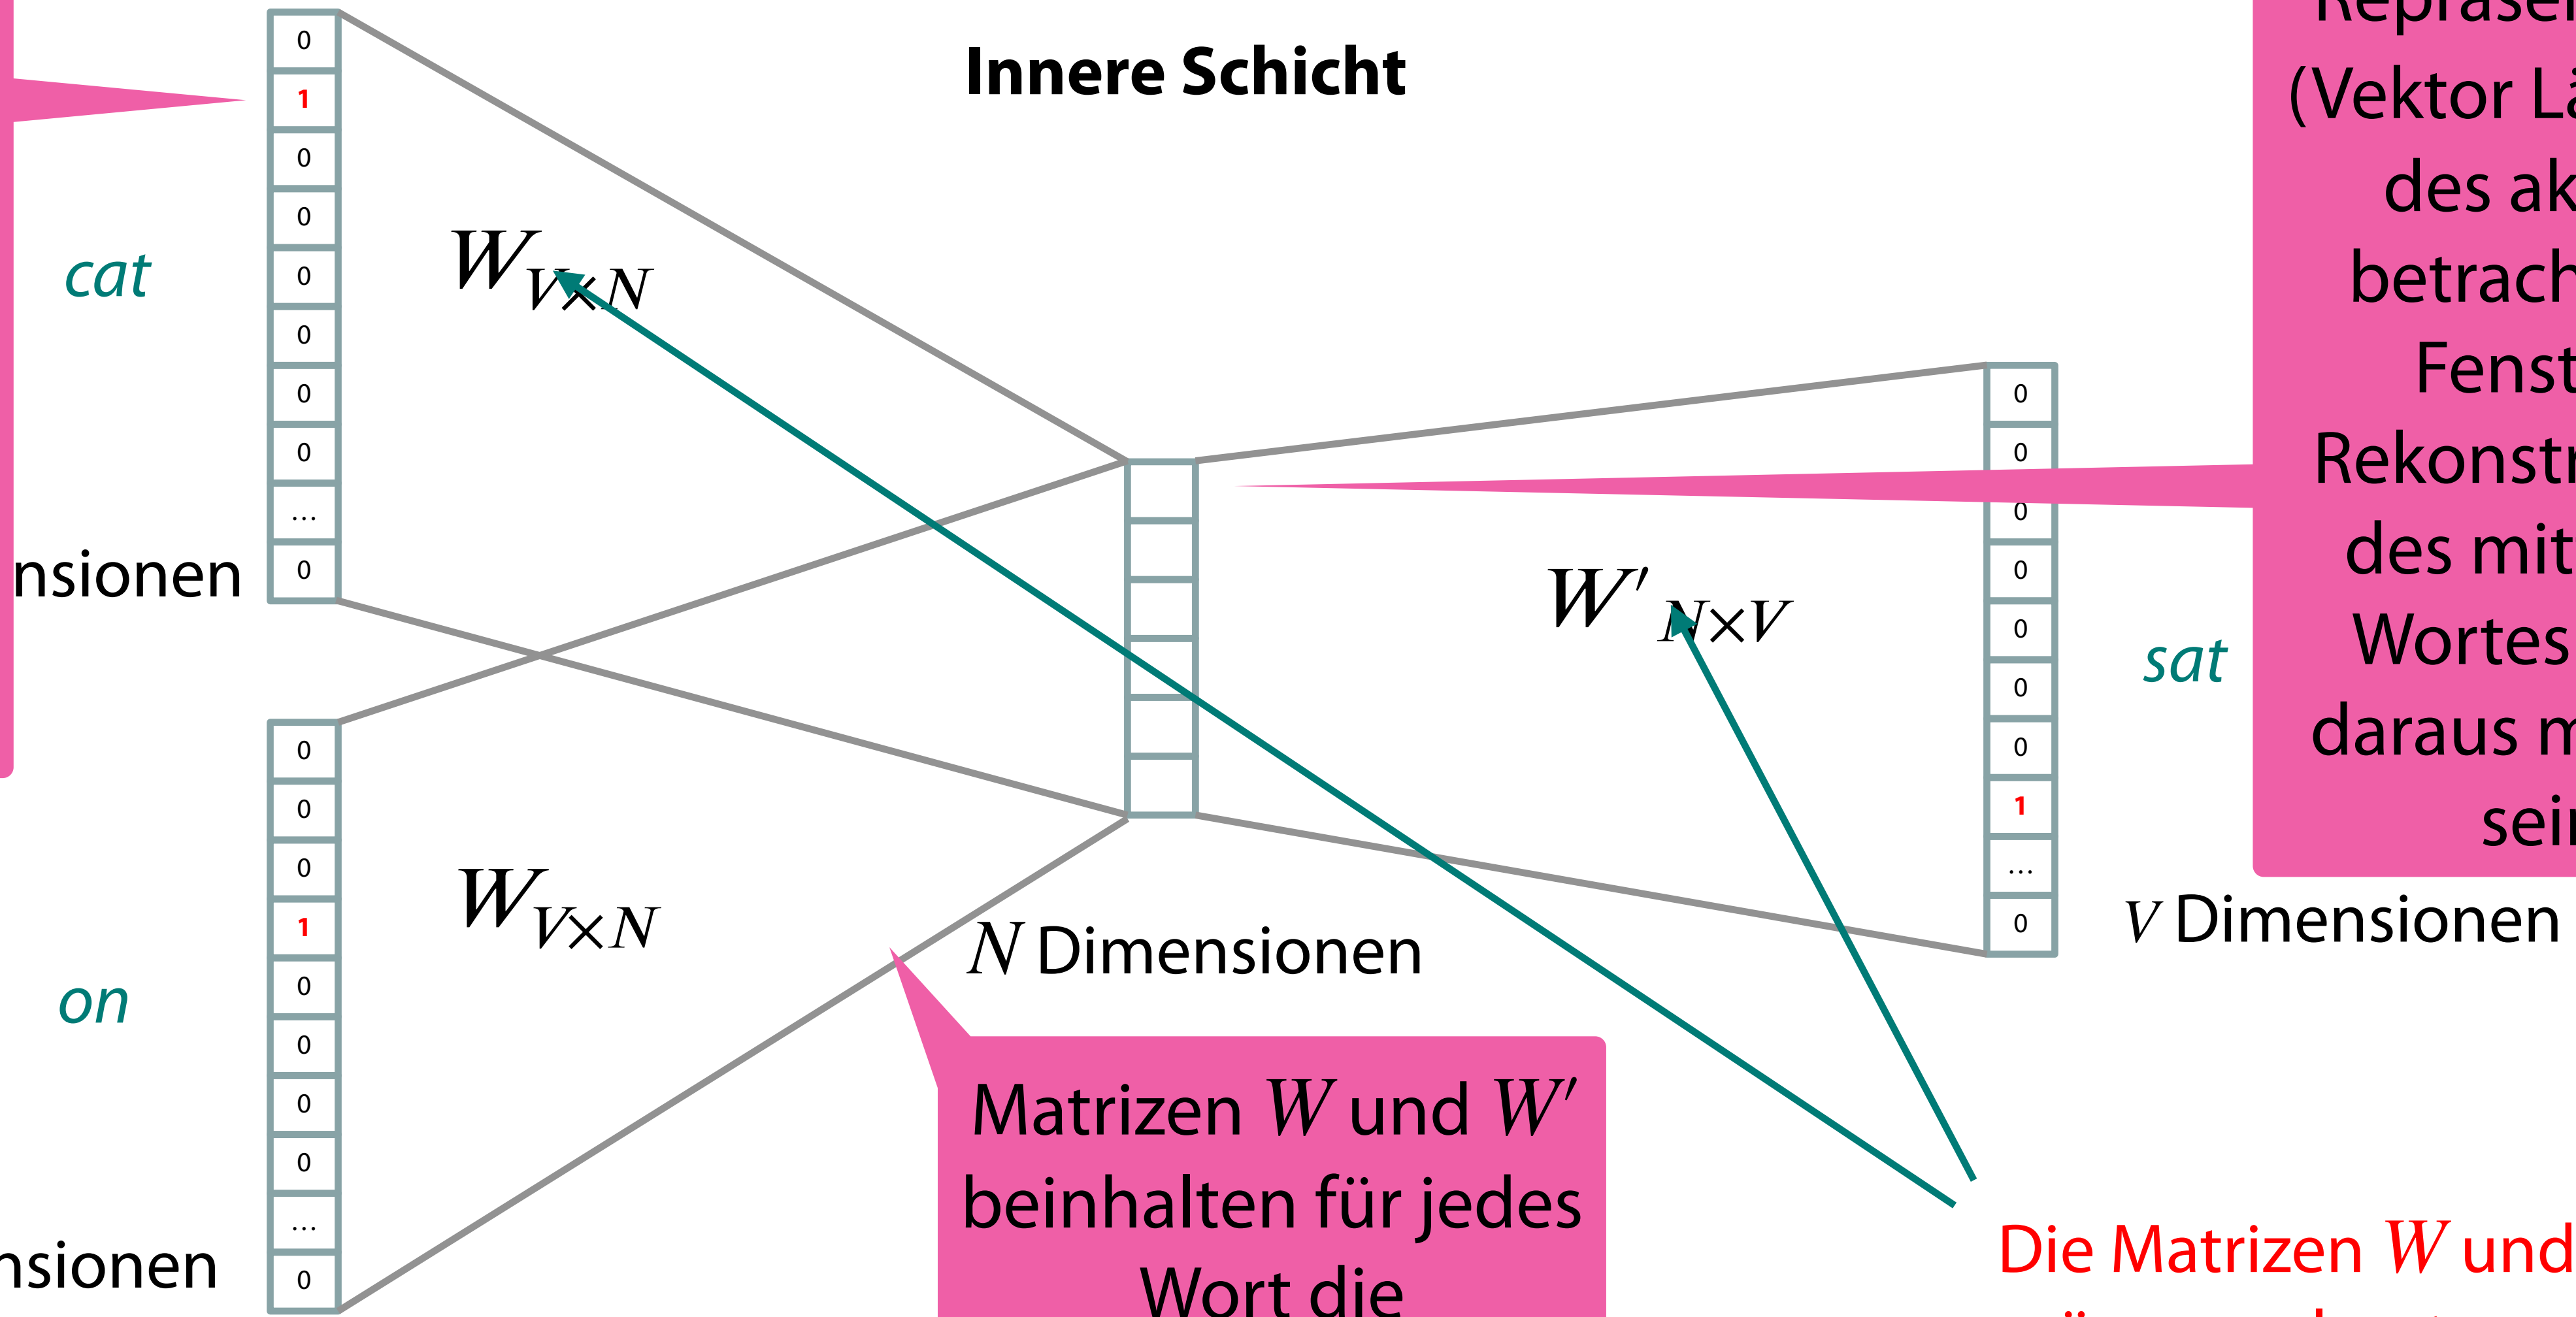 Innere Schicht
0
1
0
0
0
0
0
0
...
0
cat
W V×N
nsionen
0
0
0
1
0
0
0
0
...
0
on
W V×N
nsionen
N Dimensionen
Matrizen W und W′
beinhalten für jedes
Wort die
W′ N×V
0
0
0
0
0
0
0
1
...
0
sat
V Dimensionen
(Vektor Lä
des ak
betrach
Fenst
Rekonstr
des mit
Wortes
daraus m
sein
Die Matrizen W und